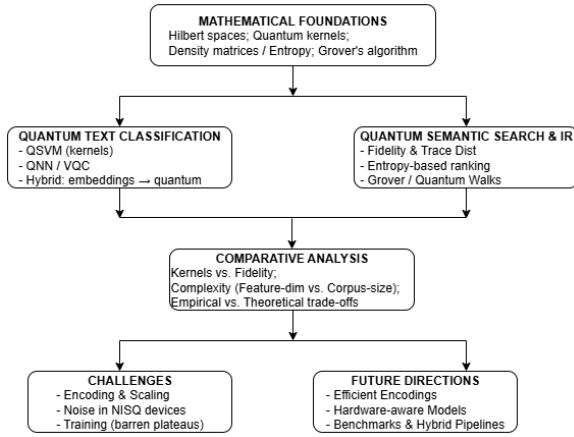 MATHEMATICAL FOUNDATIONS
Hilbert spaces; Quantum kernels;
Density matrices / Entropy; Grover's algorithm
QUANTUM TEXT CLASSIFICATION
- QSVM (kernels)
- QNN / VQC
- Hybrid: embeddings → quantum
QUANTUM SEMANTIC SEARCH & IR
- Fidelity & Trace Dist
- Entropy-based ranking
- Grover / Quantum Walks
COMPARATIVE ANALYSIS
Kernels vs. Fidelity;
Complexity (Feature-dim vs. Corpus-size);
Empirical vs. Theoretical trade-offs
CHALLENGES
- Encoding & Scaling
- Noise in NISQ devices
- Training (barren plateaus)
FUTURE DIRECTIONS
- Efficient Encodings
- Hardware-aware Models
- Benchmarks & Hybrid Pipelines